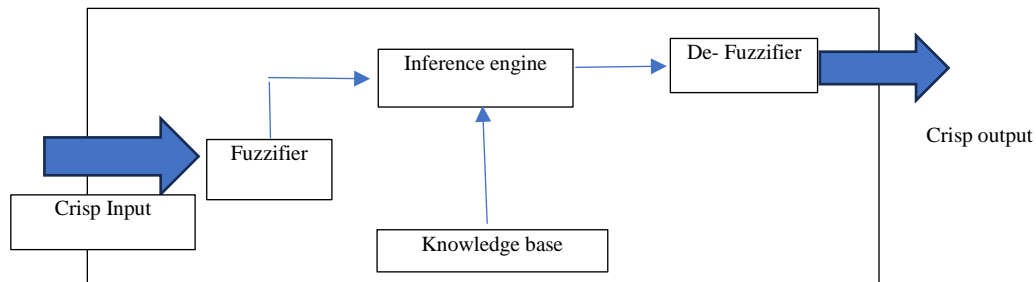 De- Fuzzifier
Inference engine
Crisp output
Fuzzifier
Crisp Input
Knowledge base